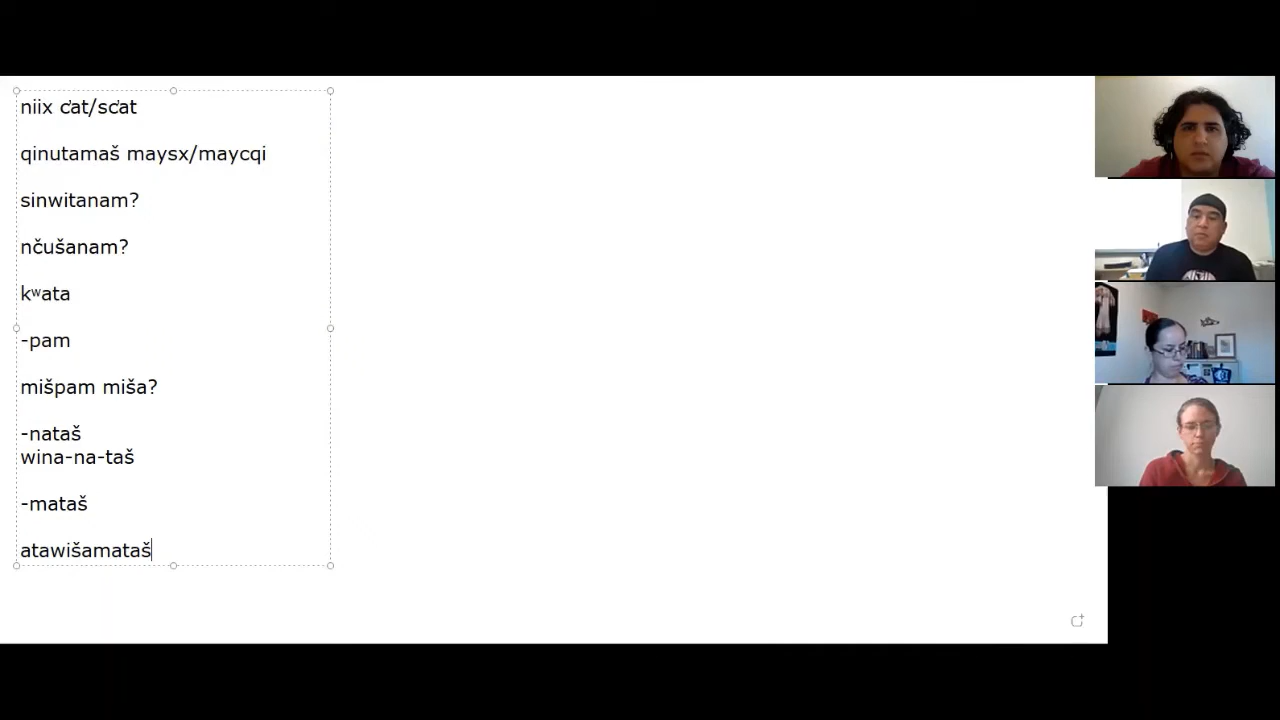 niix c̓at/sc̓at
qinutamaš maysx/maycqi
sinwitanam?
nčušanam?
kʷata
-pam
mišpam miša?
-nataš
wina-na-taš
-mataš
atawišamataš